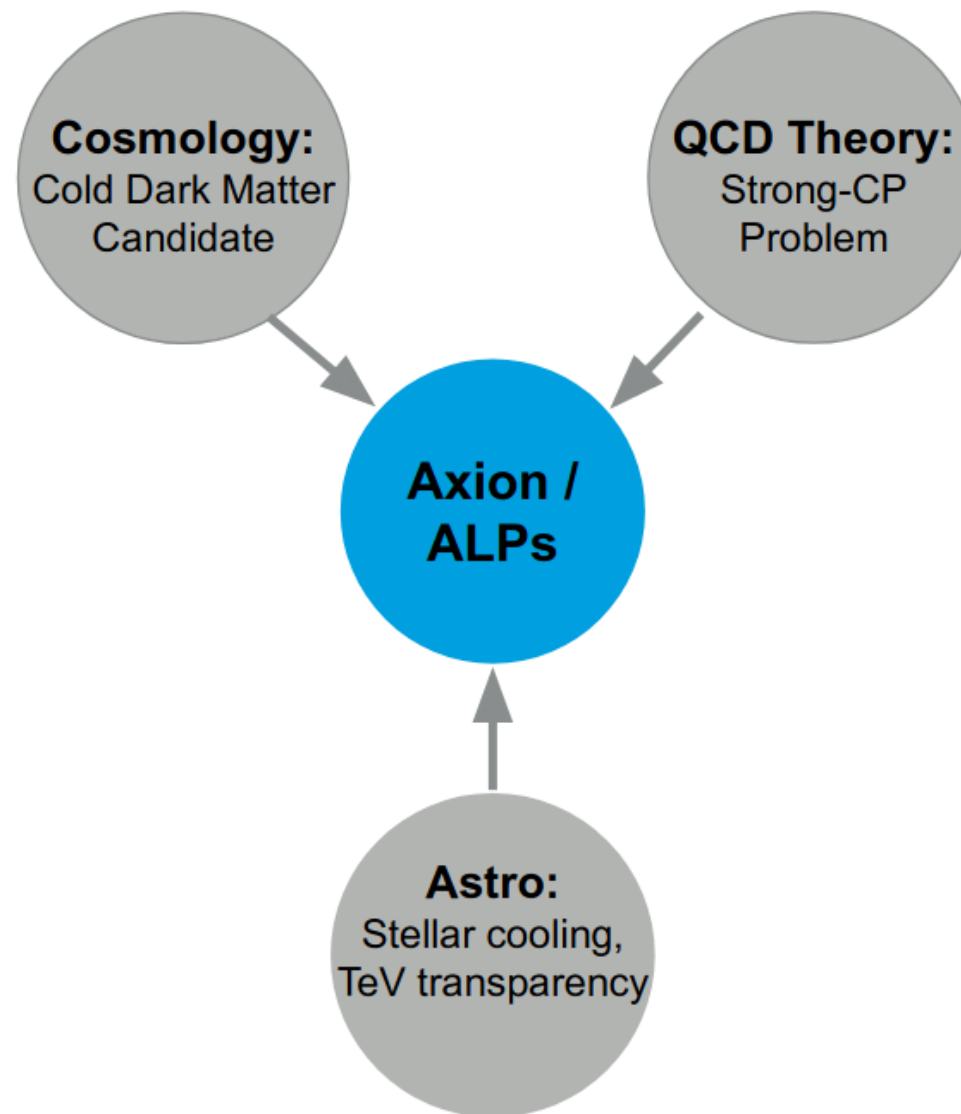 Cosmology:
Cold Dark Matter
Candidate
QCD Theory:
Strong-CP
Problem
Axion /
ALPs
Astro:
Stellar cooling,
TeV transparency